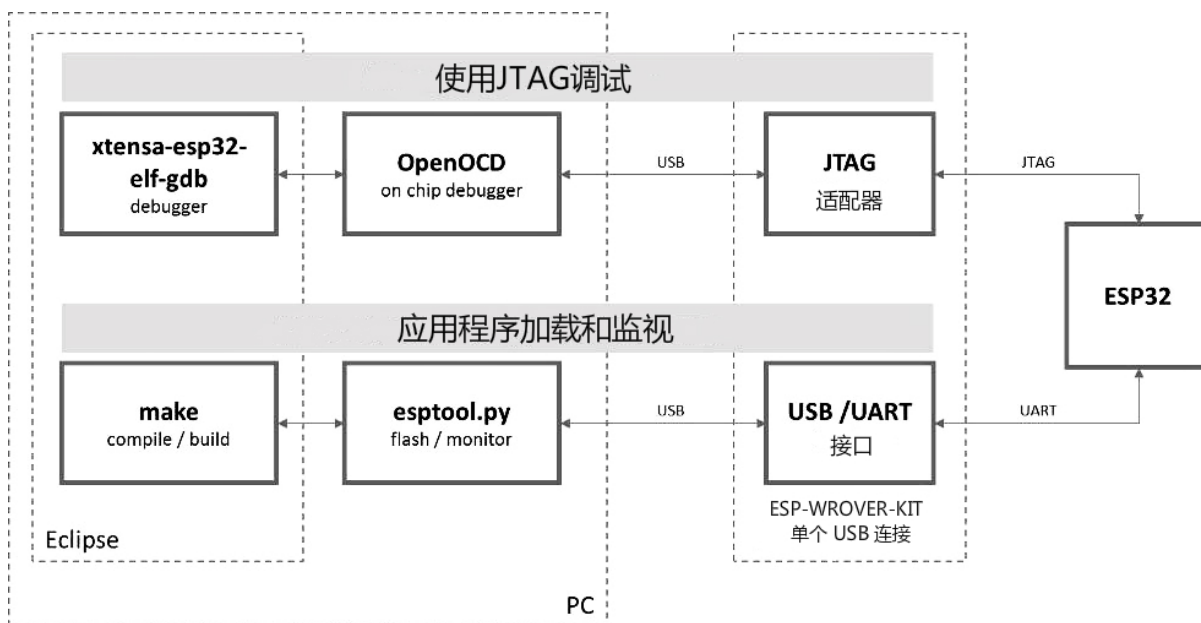 使用JTAG调试
xtensa-esp32-
elf-gdb
debugger
OpenOCD
on chip debugger
USB
JTAG
适配器
JTAG
ESP32
应用程序加载和监视
make
compile / build
esptool.py
flash / monitor
USB
USB /UART
接口
UART
ESP-WROVER-KIT
单个 USB 连接
Eclipse
PC